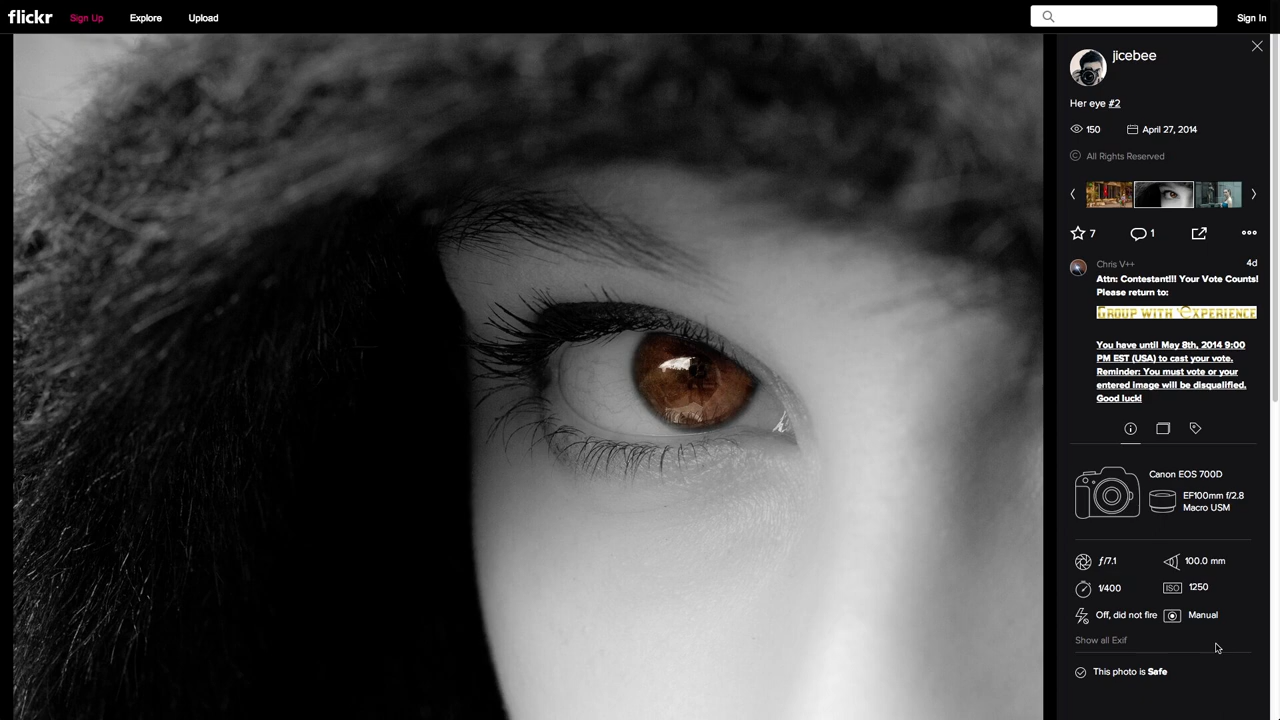 flickr
Sign Up
Explore
Upload
Sign In
jicebee
Her eye #2
150
April 27, 2014
© All Rights Reserved
7
1
Chris V++
4d
Attn: Contestant!!! Your Vote Counts!
Please return to:
GROUP WITH EXPERIENCE
You have until May 8th, 2014 9:00
PM EST (USA) to cast your vote.
Reminder: You must vote or your
entered image will be disqualified.
Good luck!
Canon EOS 700D
EF100mm f/2.8
Macro USM
ƒ/7.1
100.0 mm
1/400
ISO
1250
Off, did not fire
Manual
Show all Exif
This photo is Safe